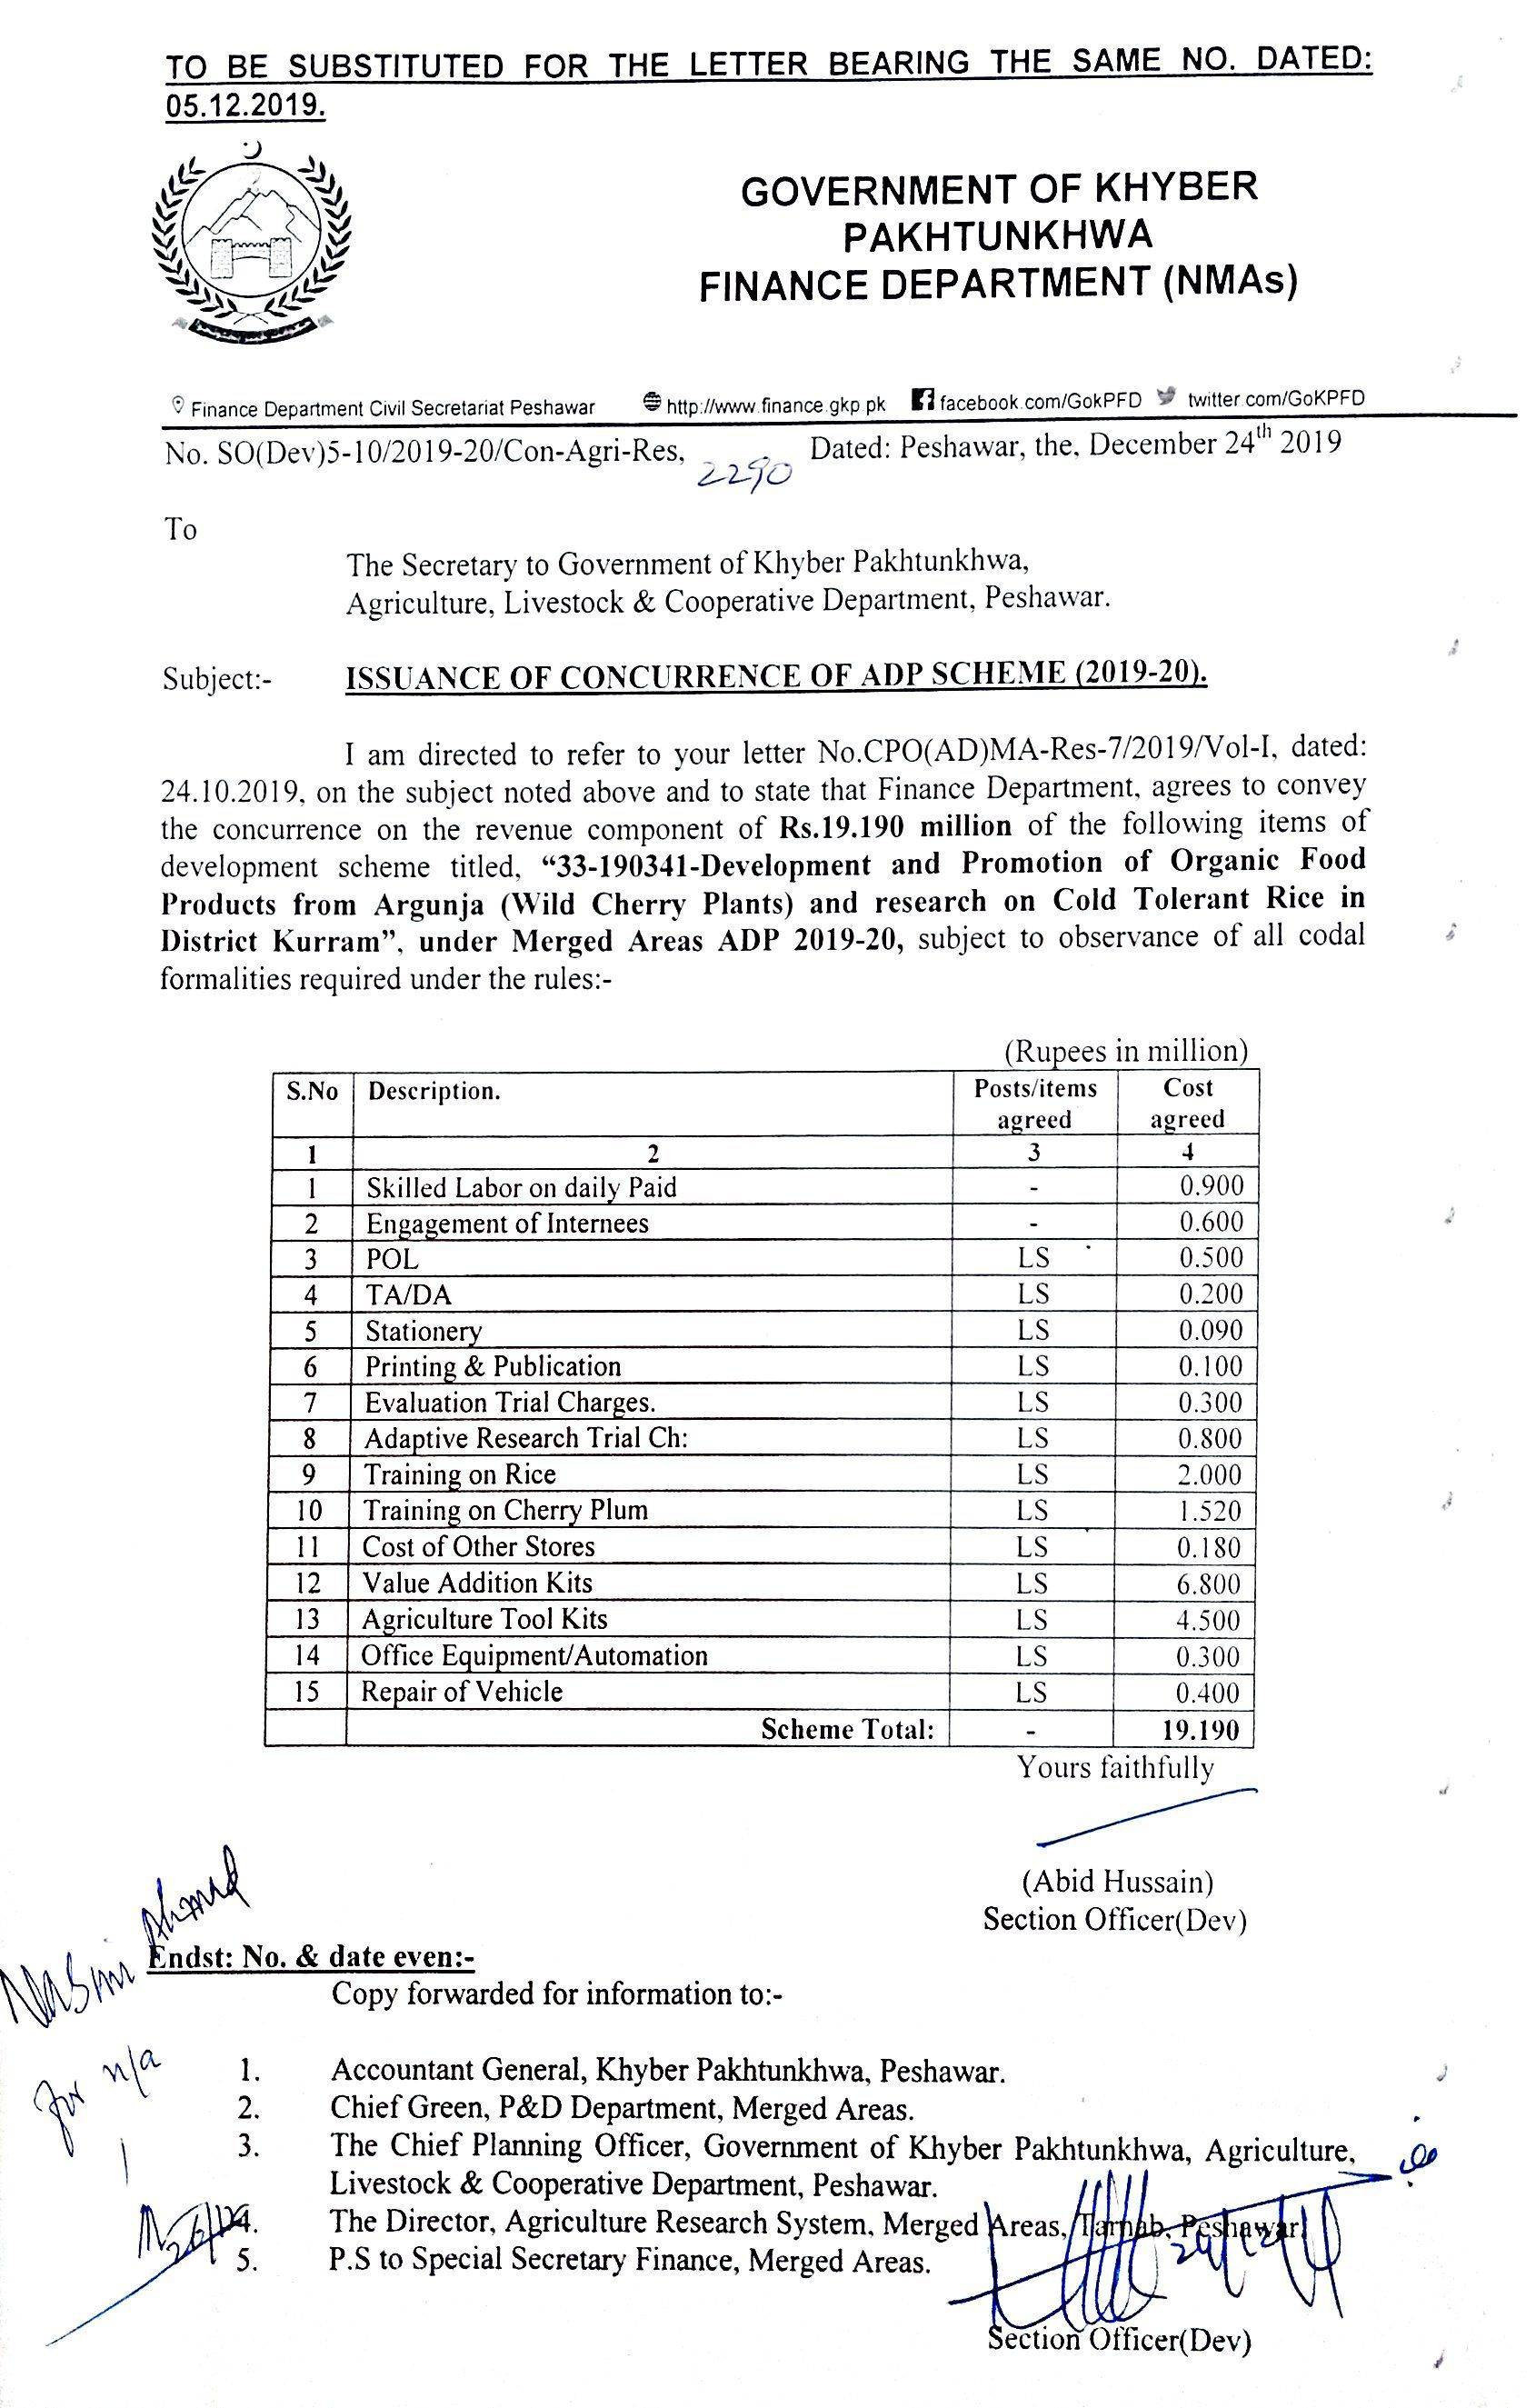 TO BE SUBSTITUTED FOR THE LETTER BEARING THE SAME NO. DATED:
05.12.2019.
GOVERNMENT OF KHYBER
PAKHTUNKHWA
FINANCE DEPARTMENT (NMAs)
Finance Department Civil Secretariat Peshawar http://www.finance.gkp.pk facebook.com/GokPFD twitter.com/GoKPFD
No. SO(Dev)5-10/2019-20/Con-Agri-Res, 2290 Dated: Peshawar, the, December 24th 2019
To
The Secretary to Government of Khyber Pakhtunkhwa,
Agriculture, Livestock & Cooperative Department, Peshawar.
Subject:- ISSUANCE OF CONCURRENCE OF ADP SCHEME (2019-20).
I am directed to refer to your letter No.CPO(AD)MA-Res-7/2019/Vol-I, dated:
24.10.2019, on the subject noted above and to state that Finance Department, agrees to convey
the concurrence on the revenue component of Rs.19.190 million of the following items of
development scheme titled, “33-190341-Development and Promotion of Organic Food
Products from Argunja (Wild Cherry Plants) and research on Cold Tolerant Rice in
District Kurram”, under Merged Areas ADP 2019-20, subject to observance of all codal
formalities required under the rules:-
(Rupees in million)
S.No Description. Posts/items agreed Cost agreed
1 2 3 4
1 Skilled Labor on daily Paid - 0.900
2 Engagement of Internees - 0.600
3 POL LS 0.500
4 TA/DA LS 0.200
5 Stationery LS 0.090
6 Printing & Publication LS 0.100
7 Evaluation Trial Charges. LS 0.300
8 Adaptive Research Trial Ch: LS 0.800
9 Training on Rice LS 2.000
10 Training on Cherry Plum LS 1.520
11 Cost of Other Stores LS 0.180
12 Value Addition Kits LS 6.800
13 Agriculture Tool Kits LS 4.500
14 Office Equipment/Automation LS 0.300
15 Repair of Vehicle LS 0.400
Scheme Total: - 19.190
Yours faithfully
(Abid Hussain)
Section Officer(Dev)
Ahmad
Endst: No. & date even:-
Copy forwarded for information to:-
for n/a
1. Accountant General, Khyber Pakhtunkhwa, Peshawar.
2. Chief Green, P&D Department, Merged Areas.
3. The Chief Planning Officer, Government of Khyber Pakhtunkhwa, Agriculture,
Livestock & Cooperative Department, Peshawar.
4. The Director, Agriculture Research System, Merged Areas, Tarnab, Peshawar
5. P.S to Special Secretary Finance, Merged Areas.
Section Officer(Dev)